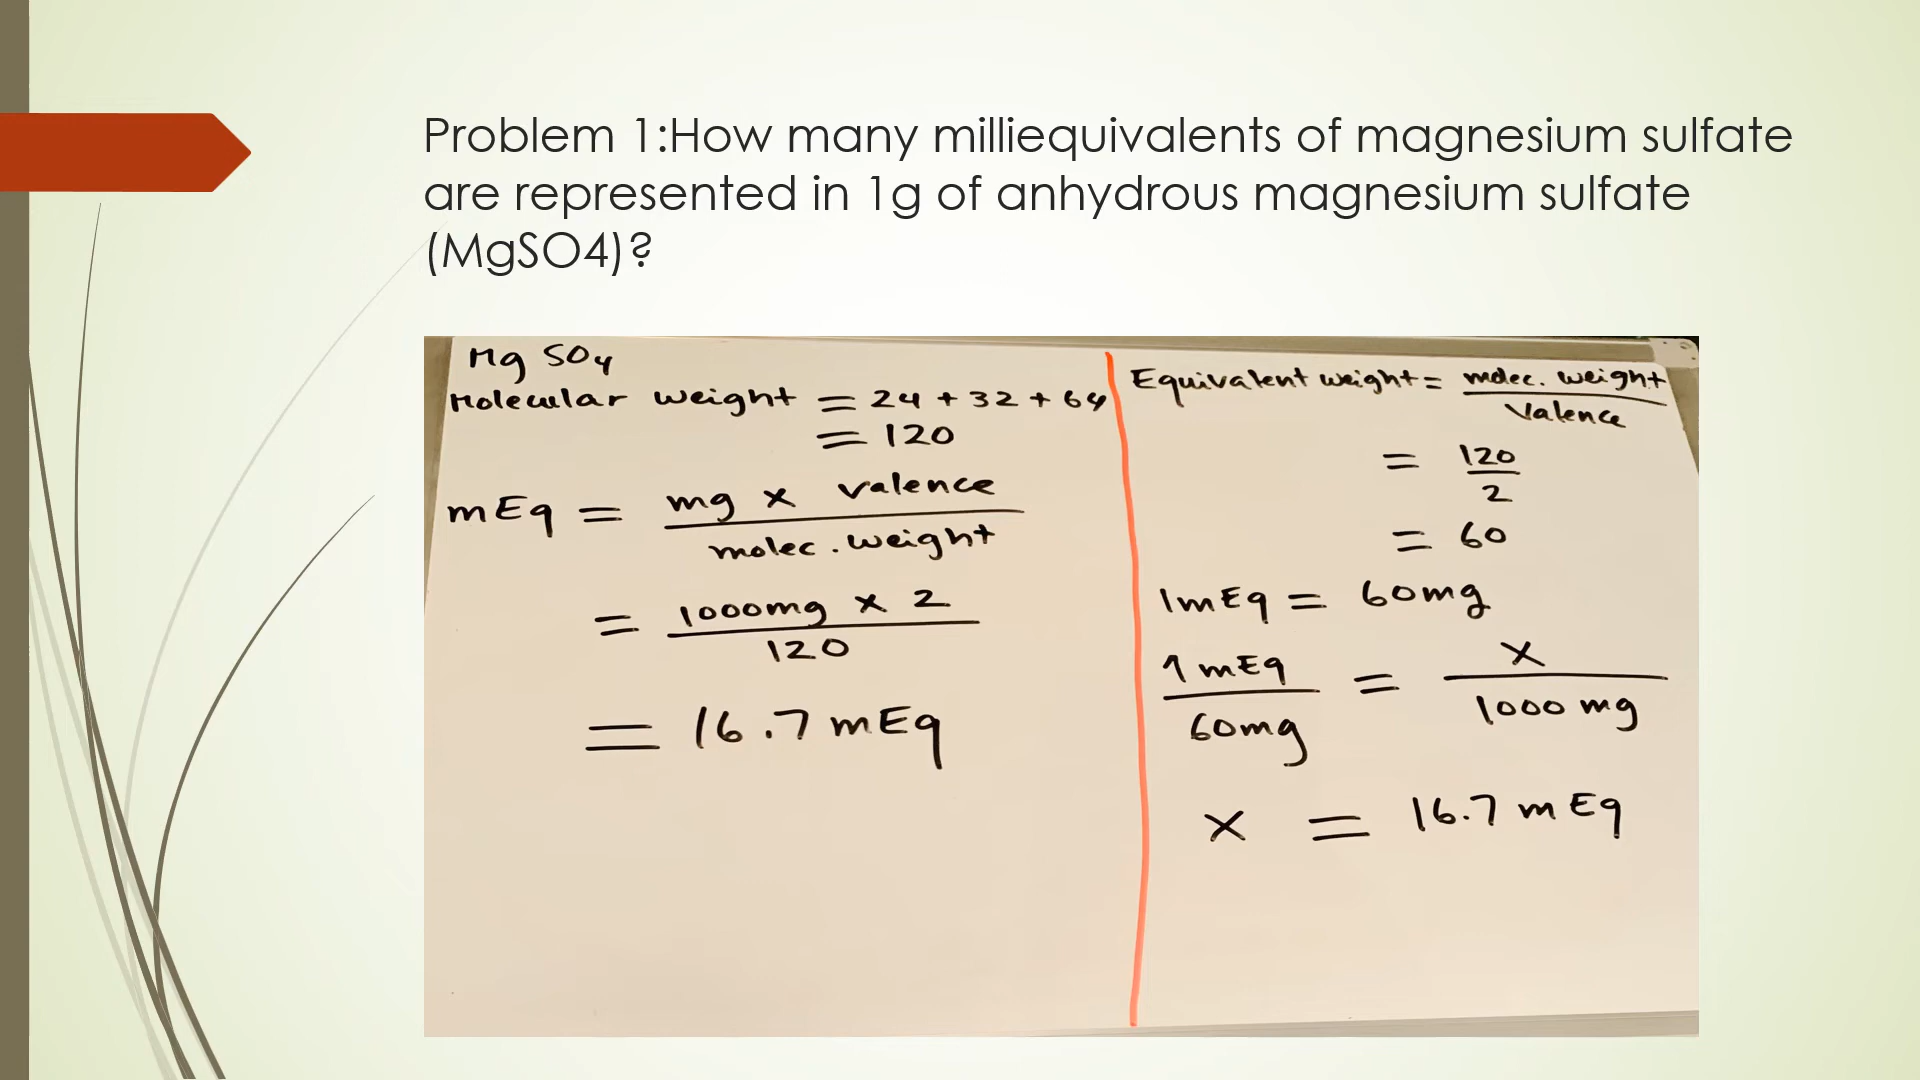 Problem 1:How many milliequivalents of magnesium sulfate
are represented in 1g of anhydrous magnesium sulfate
(MgSO4)?
Mg SO4
Molecular weight = 24 + 32 + 64
= 120
mEq = mg x valence
molec. weight
= 1000mg x 2
120
= 16.7 mEq
Equivalent weight = molec. weight
Valence
= 120
2
= 60
1mEq = 60mg
1 mEq = x
60mg 1000 mg
x = 16.7 mEq